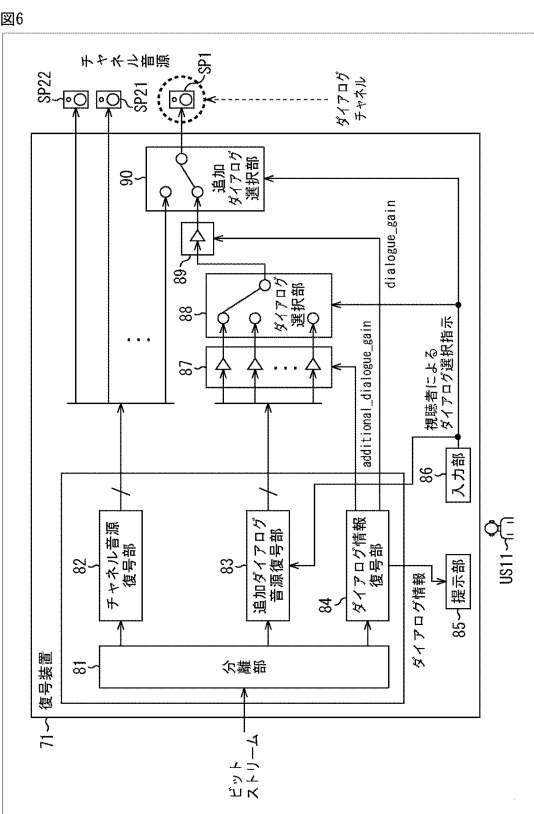 図6
ビット
ストリーム
71
復号装置
81
分離部
82
チャネル音源
復号部
83
追加ダイアログ
音源復号部
84
ダイアログ情報
復号部
ダイアログ情報
85
提示部
US11
86
入力部
視聴者による
ダイアログ選択指示
additional_dialogue_gain
dialogue_gain
...
87
...
88
ダイアログ
選択部
89
90
追加
ダイアログ
選択部
SP22
SP21
チャネル音源
SP1
ダイアログ
チャネル